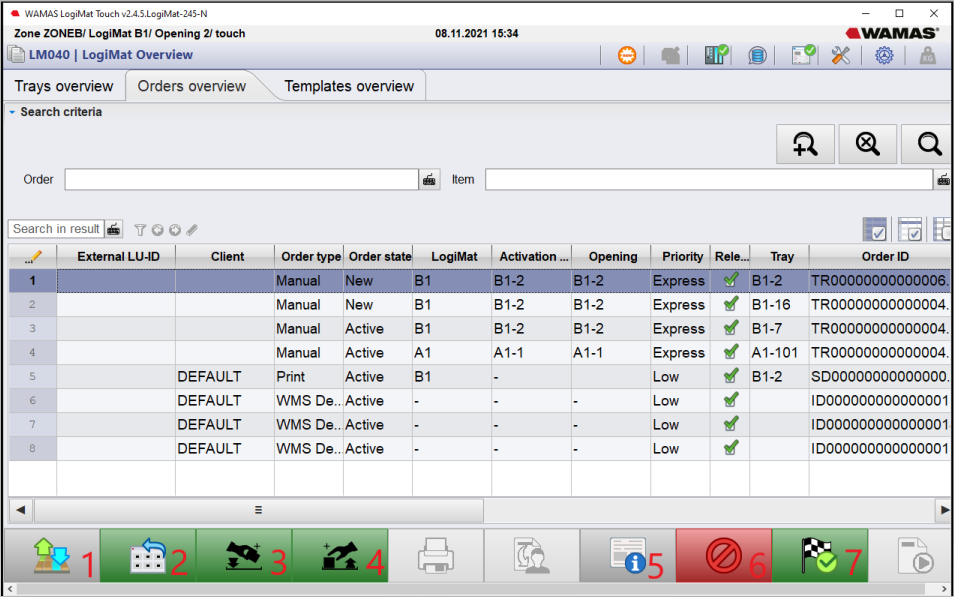 WAMAS LogiMat Touch v2.4.5.LogiMat-245-N
Zone ZONEB/ LogiMat B1/ Opening 2/ touch 08.11.2021 15:34 WAMAS®
LM040 | LogiMat Overview
Trays overview Orders overview Templates overview
Search criteria
Order Item
Search in result
External LU-ID Client Order type Order state LogiMat Activation ... Opening Priority Rele... Tray Order ID
1 Manual New B1 B1-2 B1-2 Express B1-2 TR00000000000006.
2 Manual New B1 B1-2 B1-2 Express B1-16 TR00000000000004.
3 Manual Active B1 B1-2 B1-2 Express B1-7 TR00000000000004.
4 Manual Active A1 A1-1 A1-1 Express A1-101 TR00000000000004.
5 DEFAULT Print Active B1 - Low B1-2 SD00000000000000.
6 DEFAULT WMS De... Active - - - Low ID000000000000001
7 DEFAULT WMS De... Active - - - Low ID000000000000001
8 DEFAULT WMS De... Active - - - Low ID000000000000001
1 2 3 4 5 6 7